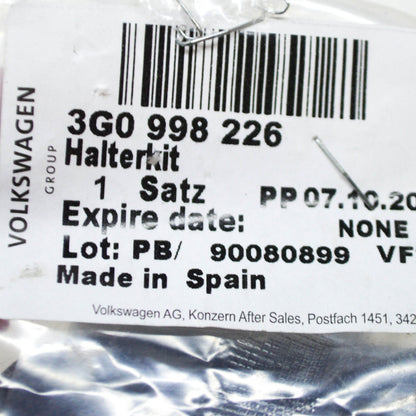 VOLKSWAGEN
GROUP
3G0 998 226
Halterkit
1 Satz PP 07.10.20
Expire date: NONE
Lot: PB/ 90080899 VF
Made in Spain
Volkswagen AG, Konzern After Sales, Postfach 1451, 342